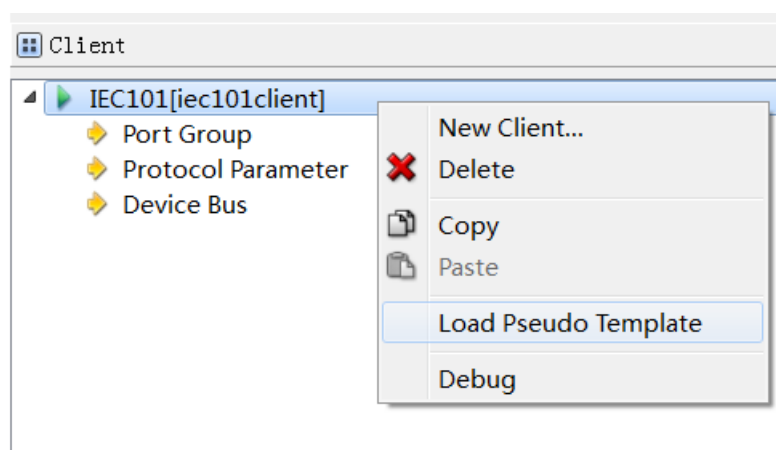 Client
IEC101[iec101client]
Port Group
Protocol Parameter
Device Bus
New Client...
Delete
Copy
Paste
Load Pseudo Template
Debug